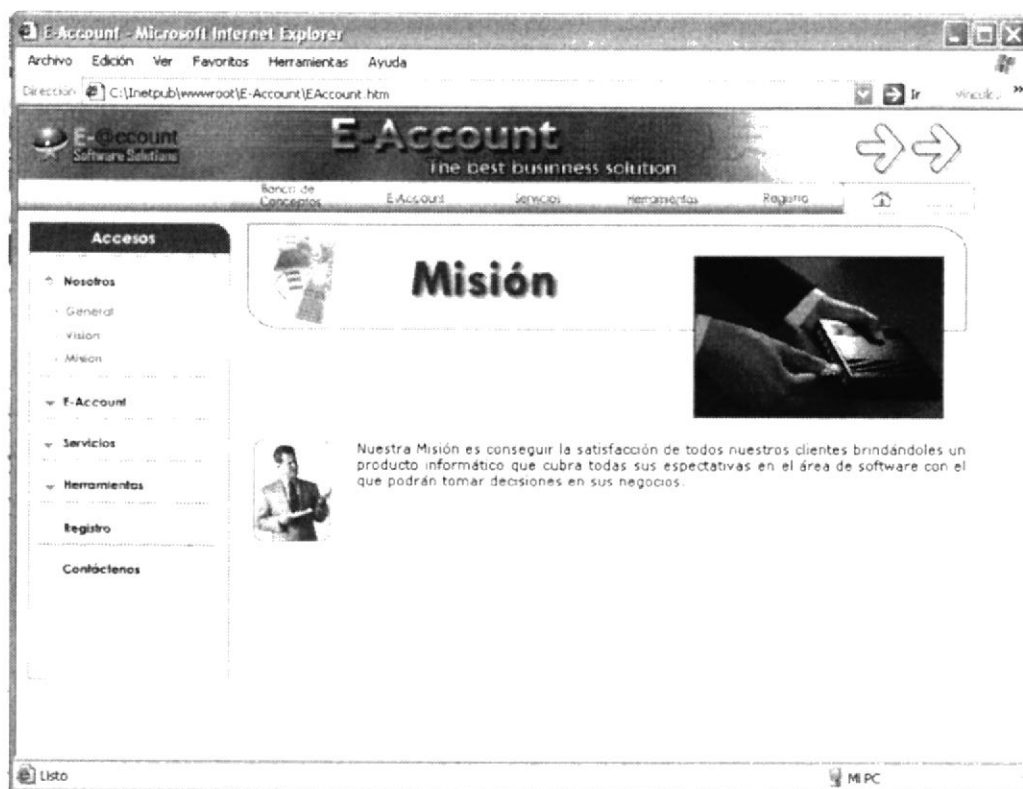 E-Account - Microsoft Internet Explorer
Archivo Edición Ver Favoritos Herramientas Ayuda
Dirección C:\Inetpub\wwwroot\E-Account\EAccount.htm Ir Vínculos »
E-@ccount
Software Solutions
E-Account
The best businness solution
Banco de
Conceptos E-Account Servicios Herramientas Registro
Accesos
Nosotros
General
Vision
Mision
E-Account
Servicios
Herramientas
Registro
Contáctenos
Misión
Nuestra Misión es conseguir la satisfacción de todos nuestros clientes brindándoles un
producto informático que cubra todas sus espectativas en el área de software con el
que podrán tomar decisiones en sus negocios.
Listo MI PC